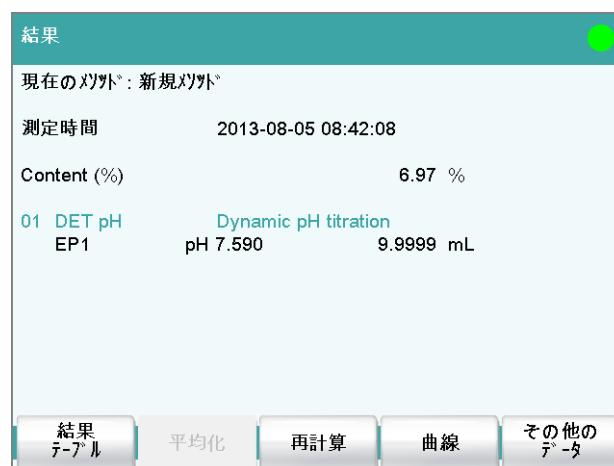 結果
現在のﾒｿｯﾄﾞ: 新規ﾒｿｯﾄﾞ
測定時間 2013-08-05 08:42:08
Content (%) 6.97 %
01 DET pH Dynamic pH titration
EP1 pH 7.590 9.9999 mL
結果
ﾃｰﾌﾞﾙ
平均化
再計算
曲線
その他の
ﾃﾞｰﾀ